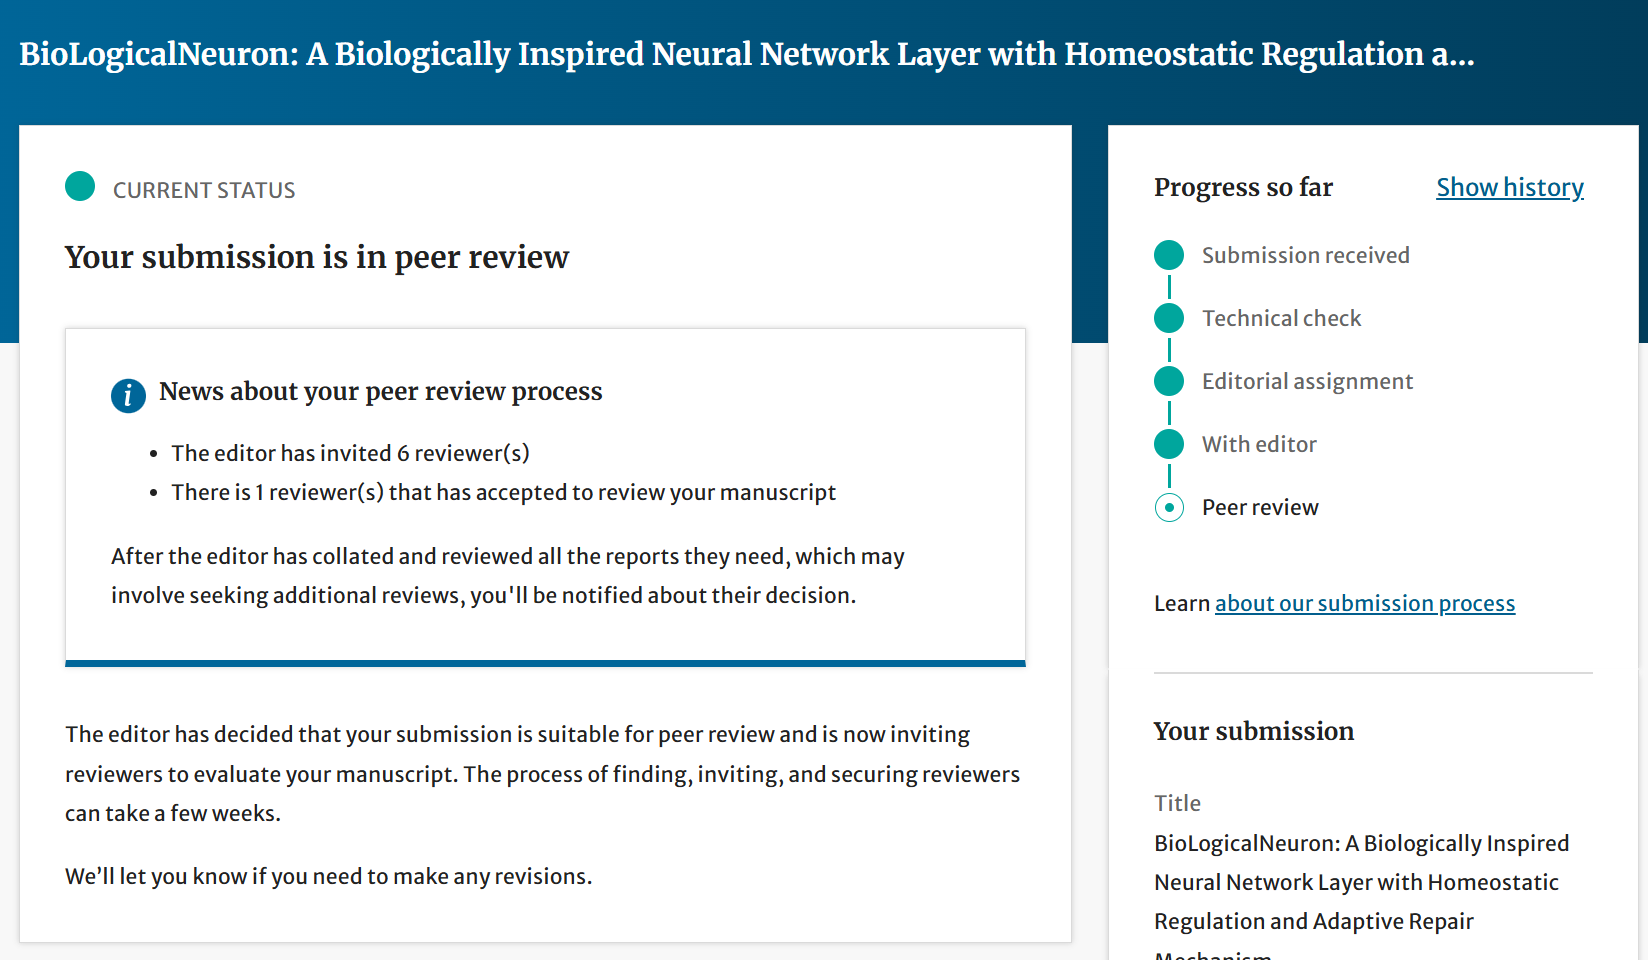 BioLogicalNeuron: A Biologically Inspired Neural Network Layer with Homeostatic Regulation a...
CURRENT STATUS
Your submission is in peer review
i News about your peer review process
• The editor has invited 6 reviewer(s)
• There is 1 reviewer(s) that has accepted to review your manuscript
After the editor has collated and reviewed all the reports they need, which may
involve seeking additional reviews, you'll be notified about their decision.
The editor has decided that your submission is suitable for peer review and is now inviting
reviewers to evaluate your manuscript. The process of finding, inviting, and securing reviewers
can take a few weeks.
We’ll let you know if you need to make any revisions.
Progress so far
Show history
Submission received
Technical check
Editorial assignment
With editor
Peer review
Learn about our submission process
Your submission
Title
BioLogicalNeuron: A Biologically Inspired
Neural Network Layer with Homeostatic
Regulation and Adaptive Repair
Mechanism